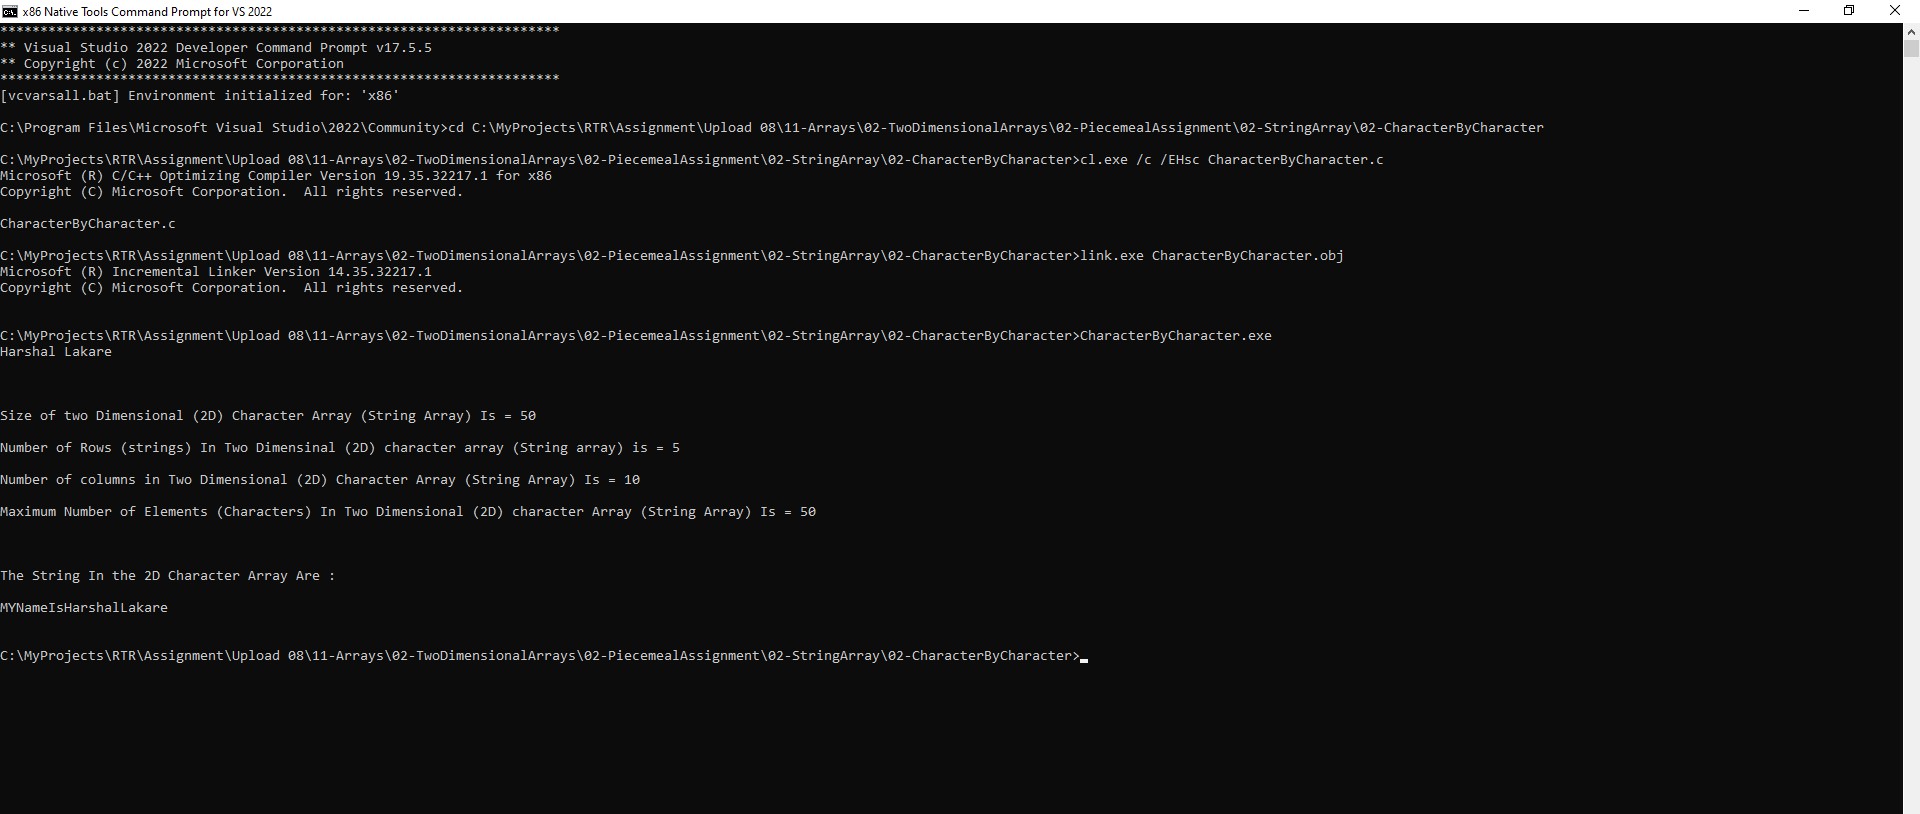 x86 Native Tools Command Prompt for VS 2022
**********************************************************************
** Visual Studio 2022 Developer Command Prompt v17.5.5
** Copyright (c) 2022 Microsoft Corporation
**********************************************************************
[vcvarsall.bat] Environment initialized for: 'x86'
C:\Program Files\Microsoft Visual Studio\2022\Community>cd C:\MyProjects\RTR\Assignment\Upload 08\11-Arrays\02-TwoDimensionalArrays\02-PiecemealAssignment\02-StringArray\02-CharacterByCharacter
C:\MyProjects\RTR\Assignment\Upload 08\11-Arrays\02-TwoDimensionalArrays\02-PiecemealAssignment\02-StringArray\02-CharacterByCharacter>cl.exe /c /EHsc CharacterByCharacter.c
Microsoft (R) C/C++ Optimizing Compiler Version 19.35.32217.1 for x86
Copyright (C) Microsoft Corporation.  All rights reserved.
CharacterByCharacter.c
C:\MyProjects\RTR\Assignment\Upload 08\11-Arrays\02-TwoDimensionalArrays\02-PiecemealAssignment\02-StringArray\02-CharacterByCharacter>link.exe CharacterByCharacter.obj
Microsoft (R) Incremental Linker Version 14.35.32217.1
Copyright (C) Microsoft Corporation.  All rights reserved.
C:\MyProjects\RTR\Assignment\Upload 08\11-Arrays\02-TwoDimensionalArrays\02-PiecemealAssignment\02-StringArray\02-CharacterByCharacter>CharacterByCharacter.exe
Harshal Lakare
Size of two Dimensional (2D) Character Array (String Array) Is = 50
Number of Rows (strings) In Two Dimensinal (2D) character array (String array) is = 5
Number of columns in Two Dimensional (2D) Character Array (String Array) Is = 10
Maximum Number of Elements (Characters) In Two Dimensional (2D) character Array (String Array) Is = 50
The String In the 2D Character Array Are :
MYNameIsHarshalLakare
C:\MyProjects\RTR\Assignment\Upload 08\11-Arrays\02-TwoDimensionalArrays\02-PiecemealAssignment\02-StringArray\02-CharacterByCharacter>